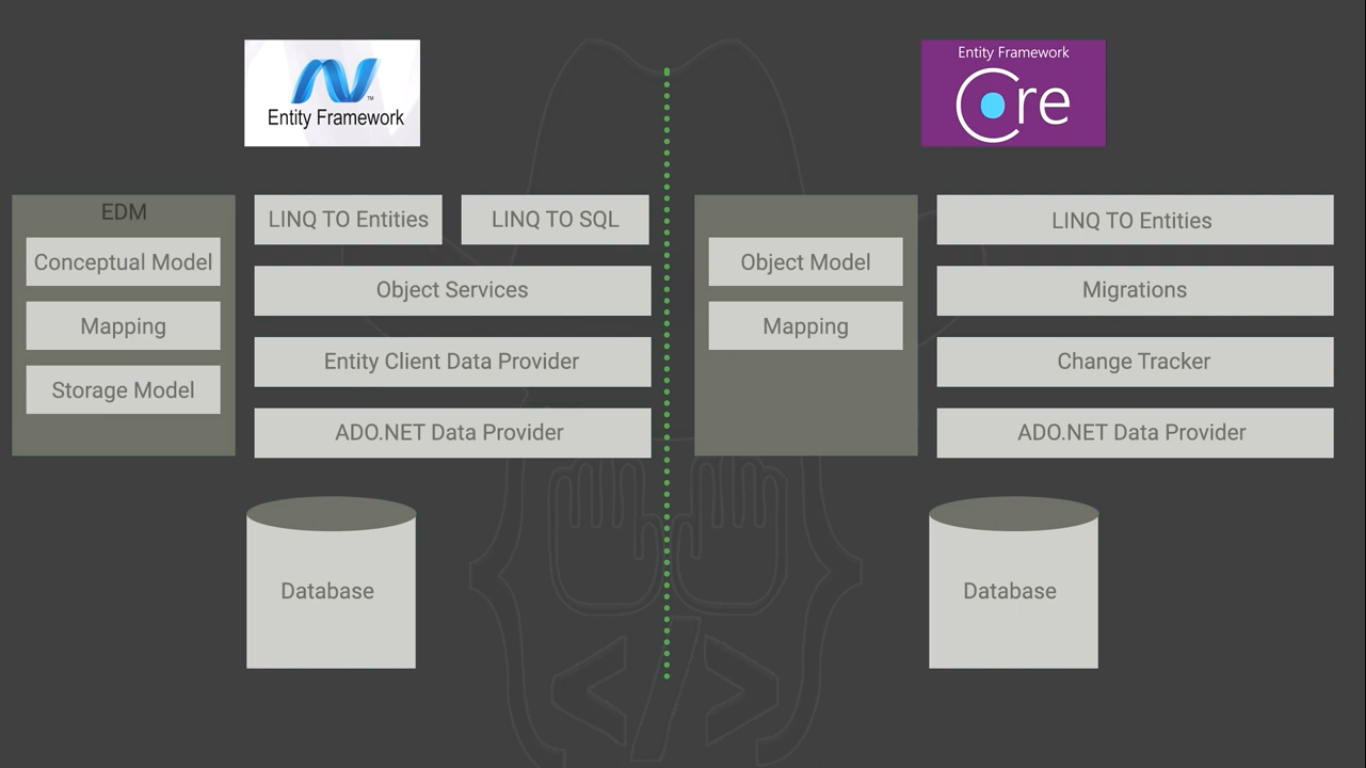 Entity Framework
TM
EDM
Conceptual Model
Mapping
Storage Model
LINQ TO Entities
LINQ TO SQL
Object Services
Entity Client Data Provider
ADO.NET Data Provider
Database
Entity Framework
Core
Object Model
Mapping
LINQ TO Entities
Migrations
Change Tracker
ADO.NET Data Provider
Database